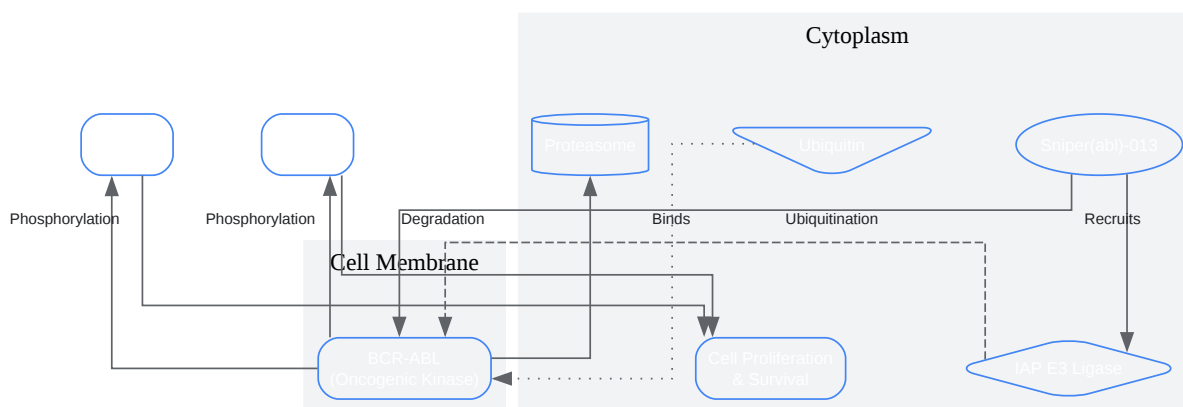 Cytoplasm
Proteasome
Ubiquitin
Sniper(abl)-013
Phosphorylation
Phosphorylation
Degradation
Binds
Ubiquitination
Recruits
Cell Membrane
BCR-ABL
(Oncogenic Kinase)
Cell Proliferation
& Survival
IAP E3 Ligase